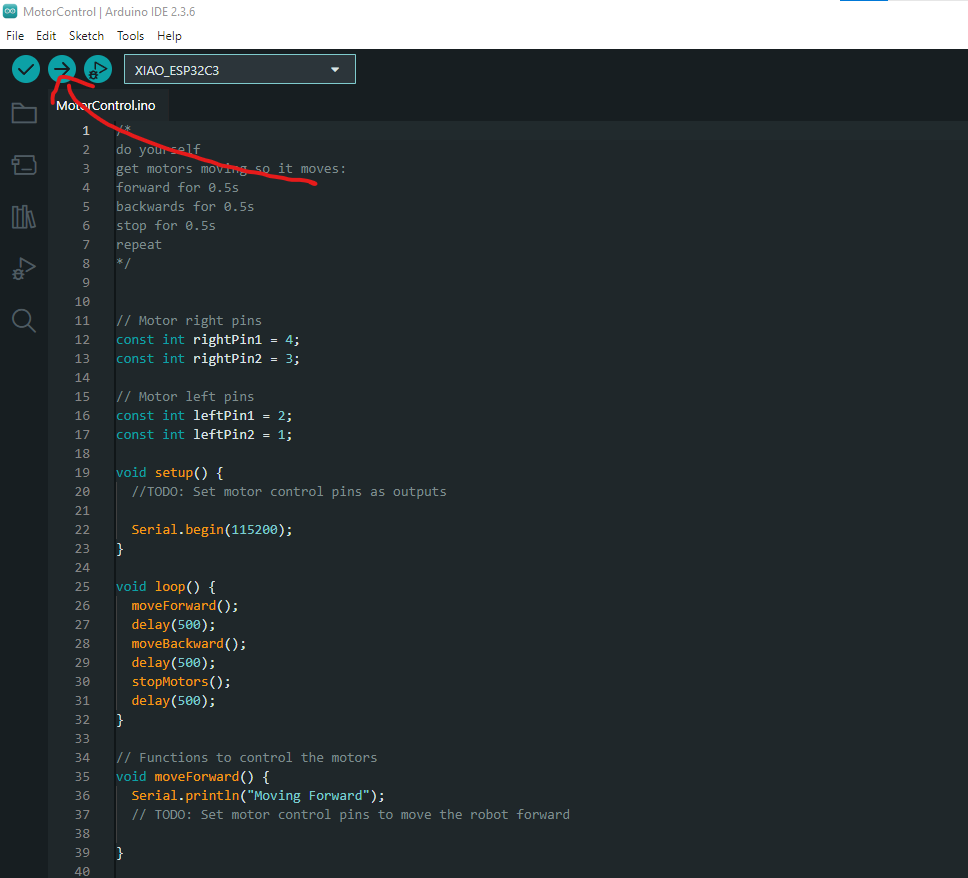 MotorControl | Arduino IDE 2.3.6
File Edit Sketch Tools Help
XIAO_ESP32C3
MotorControl.ino
1 /*
2 do yourself
3 get motors moving so it moves:
4 forward for 0.5s
5 backwards for 0.5s
6 stop for 0.5s
7 repeat
8 */
9
10
11 // Motor right pins
12 const int rightPin1 = 4;
13 const int rightPin2 = 3;
14
15 // Motor left pins
16 const int leftPin1 = 2;
17 const int leftPin2 = 1;
18
19 void setup() {
20 //TODO: Set motor control pins as outputs
21
22 Serial.begin(115200);
23 }
24
25 void loop() {
26 moveForward();
27 delay(500);
28 moveBackward();
29 delay(500);
30 stopMotors();
31 delay(500);
32 }
33
34 // Functions to control the motors
35 void moveForward() {
36 Serial.println("Moving Forward");
37 // TODO: Set motor control pins to move the robot forward
38
39 }
40